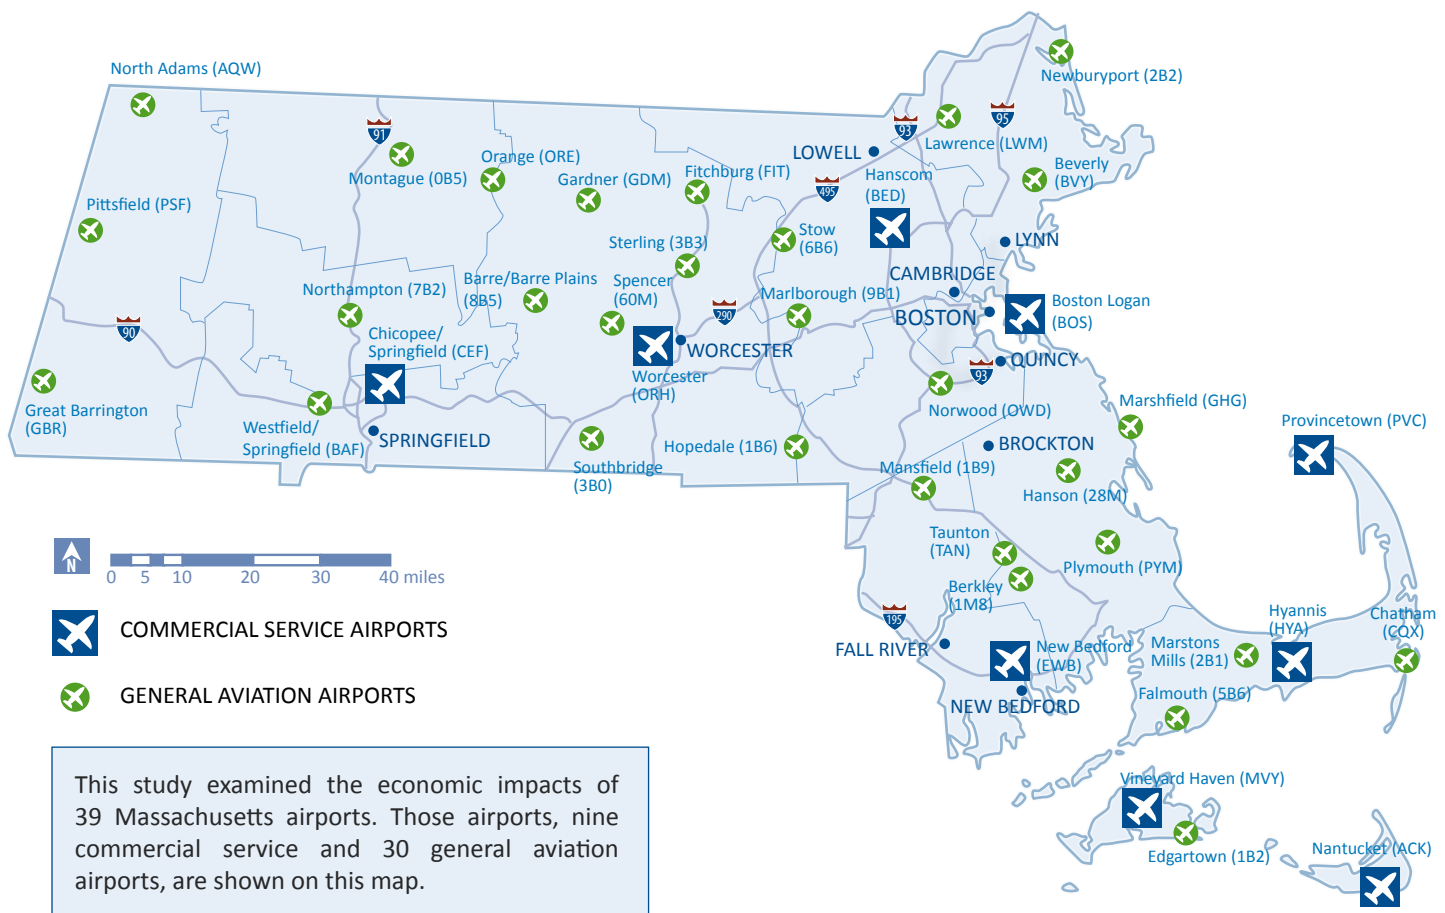 North Adams (AQW)
Newburyport (2B2)
91
93
95
Lawrence (LWM)
LOWELL
Orange (ORE)
Montague (0B5)
Gardner (GDM)
Fitchburg (FIT)
Hanscom
(BED)
Beverly
(BVY)
495
Pittsfield (PSF)
Stow
(6B6)
Sterling (3B3)
LYNN
CAMBRIDGE
Northampton (7B2)
Barre/Barre Plains
(8B5)
Spencer
(60M)
Marlborough (9B1)
Boston Logan
(BOS)
BOSTON
290
90
Chicopee/
Springfield (CEF)
WORCESTER
QUINCY
93
Worcester
(ORH)
Great Barrington
(GBR)
Norwood (OWD)
Marshfield (GHG)
Provincetown (PVC)
Westfield/
Springfield (BAF)
SPRINGFIELD
Hopedale (1B6)
BROCKTON
Southbridge
(3B0)
Mansfield (1B9)
Hanson (28M)
Taunton
(TAN)
Plymouth (PYM)
Berkley
(1M8)
N
0 5 10 20 30 40 miles
195
Hyannis
(HYA)
Chatham
(CQX)
COMMERCIAL SERVICE AIRPORTS
FALL RIVER
New Bedford
(EWB)
Marstons
Mills (2B1)
GENERAL AVIATION AIRPORTS
NEW BEDFORD
Falmouth (5B6)
Vineyard Haven (MVY)
Edgartown (1B2)
Nantucket (ACK)
This study examined the economic impacts of
39 Massachusetts airports. Those airports, nine
commercial service and 30 general aviation
airports, are shown on this map.